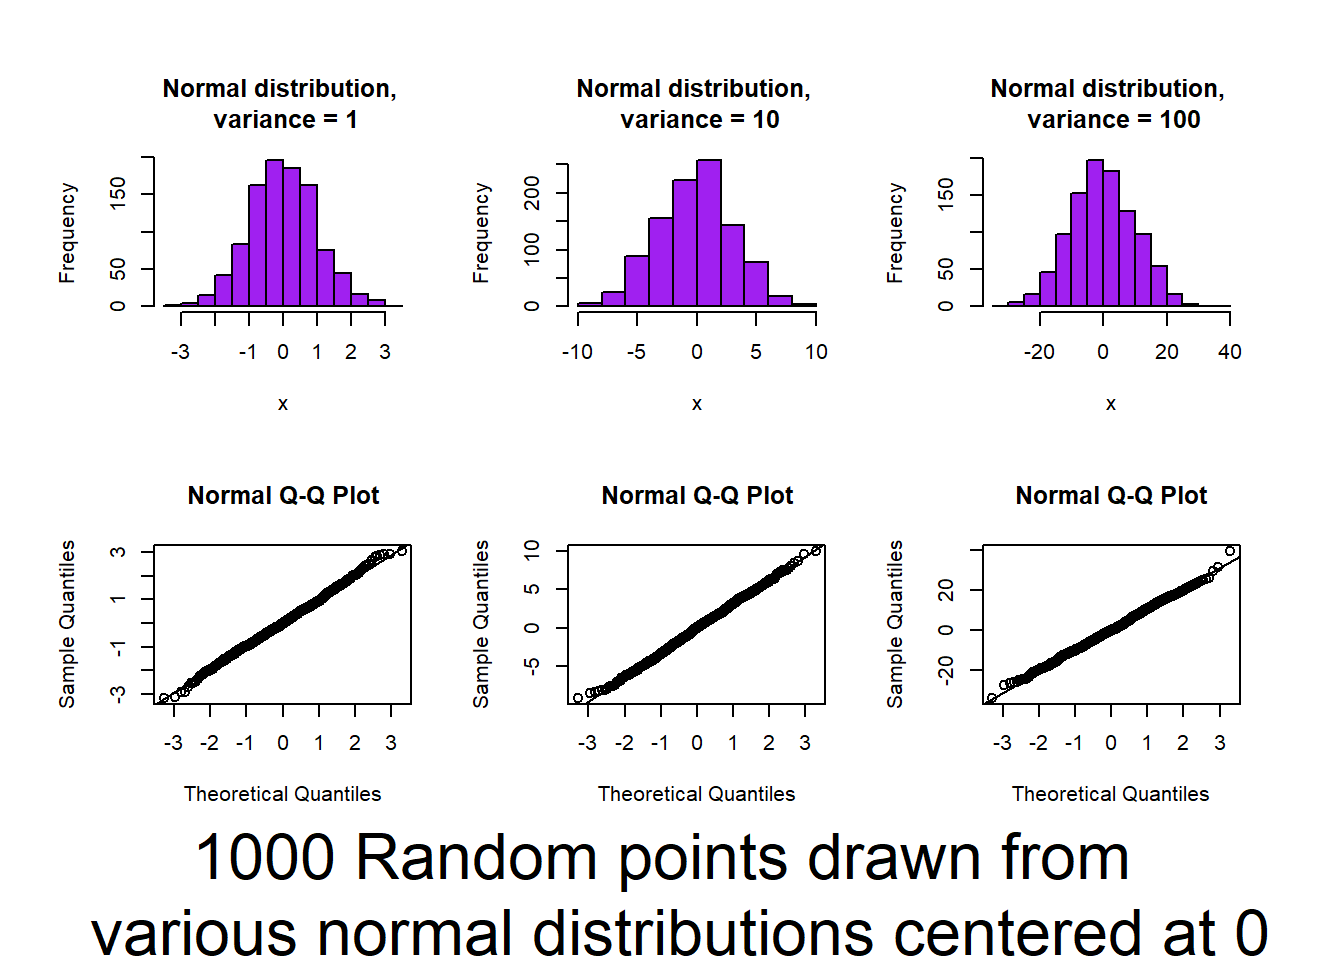 Normal distribution,
variance = 1
Normal distribution,
variance = 10
Normal distribution,
variance = 100
Frequency
150
50
0
-3 -1 0 1 2 3
x
Frequency
200
100
0
-10 -5 0 5 10
x
Frequency
150
50
0
-20 0 20 40
x
Normal Q-Q Plot
Sample Quantiles
3
1
-1
-3
-3 -2 -1 0 1 2 3
Theoretical Quantiles
Normal Q-Q Plot
Sample Quantiles
10
5
0
-5
-3 -2 -1 0 1 2 3
Theoretical Quantiles
Normal Q-Q Plot
Sample Quantiles
20
0
-20
-3 -2 -1 0 1 2 3
Theoretical Quantiles
1000 Random points drawn from
various normal distributions centered at 0